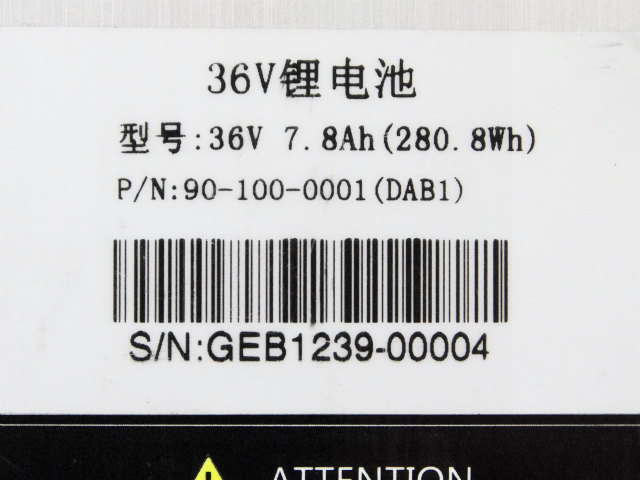 36V锂电池
型号:36V 7.8Ah(280.8Wh)
P/N:90-100-0001(DAB1)
S/N:GEB1239-00004
ATTENTION